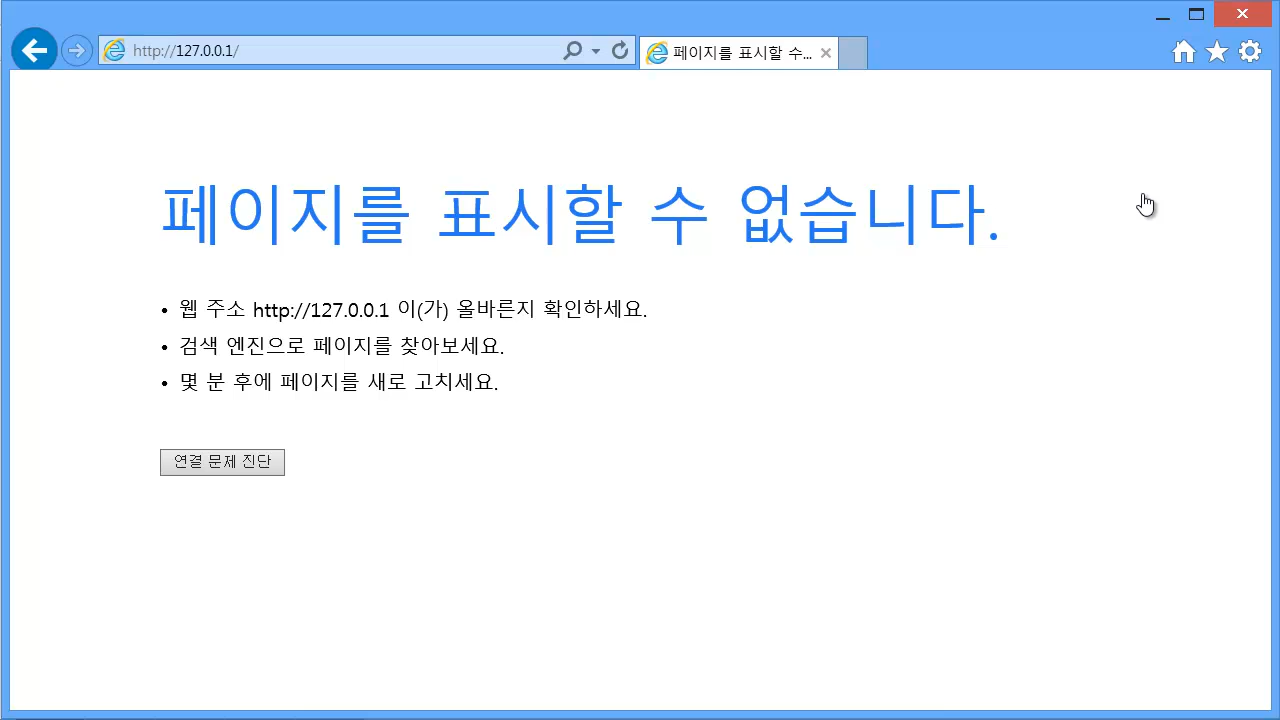 http://127.0.0.1/
페이지를 표시할 수...
페이지를 표시할 수 없습니다.
• 웹 주소 http://127.0.0.1 이(가) 올바른지 확인하세요.
• 검색 엔진으로 페이지를 찾아보세요.
• 몇 분 후에 페이지를 새로 고치세요.
연결 문제 진단